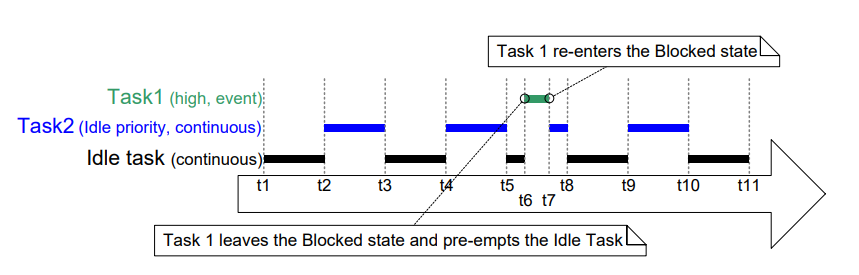 Task 1 re-enters the Blocked state
Task1 (high, event)
Task2 (Idle priority, continuous)
Idle task (continuous)
t1 t2 t3 t4 t5 t8 t9 t10 t11
t6 t7
Task 1 leaves the Blocked state and pre-empts the Idle Task